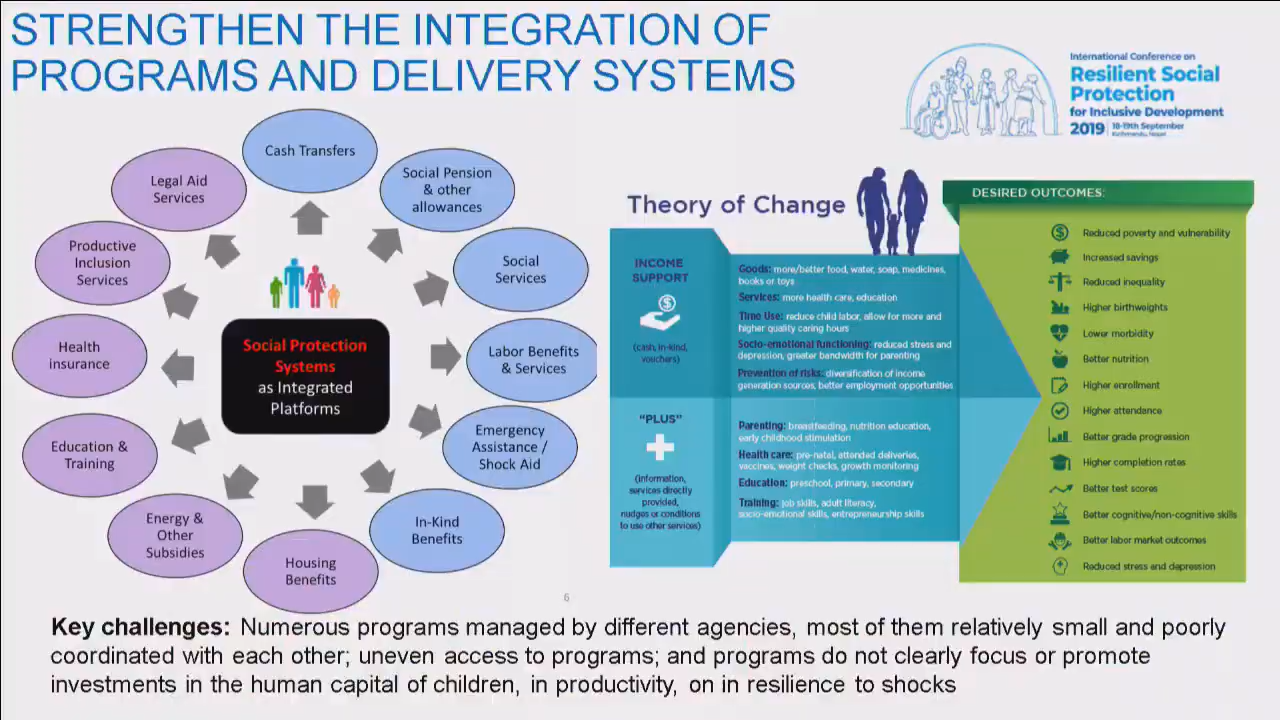 STRENGTHEN THE INTEGRATION OF
PROGRAMS AND DELIVERY SYSTEMS
International Conference on
Resilient Social
Protection
for Inclusive Development
2019 18-19th September
Kathmandu, Nepal
Cash Transfers
Social Pension
& other
allowances
Social
Services
Labor Benefits
& Services
Emergency
Assistance /
Shock Aid
In-Kind
Benefits
Housing
Benefits
Energy &
Other
Subsidies
Education &
Training
Health
insurance
Productive
Inclusion
Services
Legal Aid
Services
Social Protection
Systems
as Integrated
Platforms
6
Theory of Change
INCOME
SUPPORT
(cash, in-kind,
vouchers)
Goods: more/better food, water, soap, medicines,
books or toys
Services: more health care, education
Time Use: reduce child labor, allow for more and
higher quality caring hours
Socio-emotional functioning: reduced stress and
depression, greater bandwidth for parenting
Prevention of risks: diversification of income
generation sources, better employment opportunities
"PLUS"
(information,
services directly
provided,
nudges or conditions
to use other services)
Parenting: breastfeeding, nutrition education,
early childhood stimulation
Health care: pre-natal, attended deliveries,
vaccines, weight checks, growth monitoring
Education: preschool, primary, secondary
Training: job skills, adult literacy,
socio-emotional skills, entrepreneurship skills
DESIRED OUTCOMES:
Reduced poverty and vulnerability
Increased savings
Reduced inequality
Higher birthweights
Lower morbidity
Better nutrition
Higher enrollment
Higher attendance
Better grade progression
Higher completion rates
Better test scores
Better cognitive/non-cognitive skills
Better labor market outcomes
Reduced stress and depression
Key challenges: Numerous programs managed by different agencies, most of them relatively small and poorly
coordinated with each other; uneven access to programs; and programs do not clearly focus or promote
investments in the human capital of children, in productivity, on in resilience to shocks